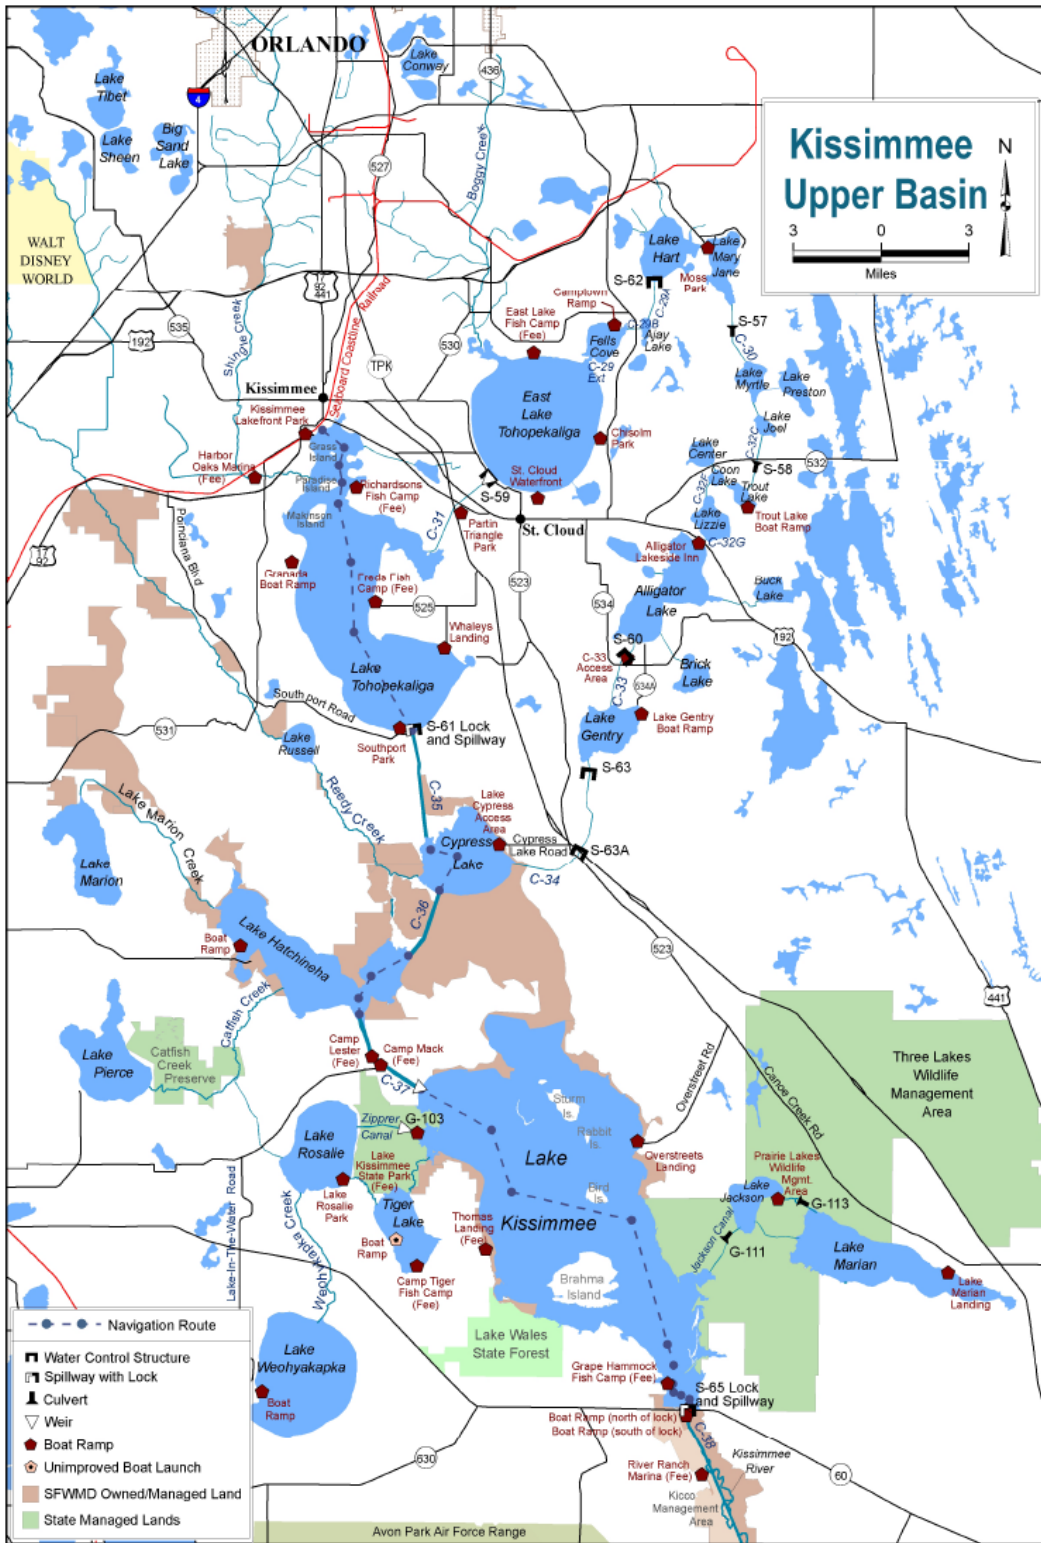 ORLANDO
Lake
Conway
436
Lake
Tibet
4
Big
Sand
Lake
Lake
Sheen
527
Boggy Creek
Kissimmee
Upper Basin
N
3
0
3
Miles
WALT
DISNEY
WORLD
17
92
441
Lake
Hart
Lake
Mary
Jane
Moss
Park
S-62
C-29A
Camptown
Ramp
East Lake
Fish Camp
(Fee)
C-29B
Fells
Cove
Ajay
Lake
C-29
Ext
S-57
C-30
535
192
Shingle Creek
Seaboard Coastline Railroad
530
TPK
Lake
Myrtle
Lake
Preston
Lake
Joel
Kissimmee
Kissimmee
Lakefront Park
East
Lake
Tohopekaliga
Chisolm
Park
C-32C
Lake
Center
S-58
532
Harbor
Oaks Marina
(Fee)
Grass
Island
Paradise
Island
Makinson
Island
Richardsons
Fish Camp
(Fee)
St. Cloud
Waterfront
S-59
Coon
Lake
C-32F
Trout
Lake
Trout Lake
Boat Ramp
Lake
Lizzie
C-31
Partin
Triangle
Park
St. Cloud
C-32G
Alligator
Lakeside Inn
92
Poinciana Blvd
Granada
Boat Ramp
Freds Fish
Camp (Fee)
525
523
534
Alligator
Lake
Buck
Lake
Whaleys
Landing
S-60
C-33
Access
Area
C-33
534A
Brick
Lake
192
Lake
Tohopekaliga
Southport Road
Lake
Gentry
Lake Gentry
Boat Ramp
531
Lake
Russell
Southport
Park
S-61 Lock
and Spillway
S-63
Lake Marion
Creek
Reedy Creek
C-35
Lake
Cypress
Access
Area
Cypress
Lake
Cypress
Lake Road
S-63A
C-34
Lake
Marion
C-36
Boat
Ramp
Lake Hatchineha
523
441
Catfish Creek
Lake
Pierce
Catfish
Creek
Preserve
Camp
Lester
(Fee)
Camp Mack
(Fee)
C-37
Overstreet Rd
Canoe Creek Rd
Three Lakes
Wildlife
Management
Area
Sturm
Is.
Rabbit
Is.
Zipprer
Canal
G-103
Lake
Rosalie
Lake
Kissimmee
State Park
(Fee)
Lake
Kissimmee
Bird
Is.
Overstreets
Landing
Prairie Lakes
Wildlife
Mgmt.
Area
Lake
Jackson
G-113
Lake
Rosalie
Park
Tiger
Lake
Boat
Ramp
Thomas
Landing
(Fee)
Jackson Canal
G-111
Lake
Marian
Lake
Marian
Landing
Lake-In-The-Water Road
Weohyakapka Creek
Camp Tiger
Fish Camp
(Fee)
Brahma
Island
Lake Wales
State Forest
Lake
Weohyakapka
Boat
Ramp
Grape Hammock
Fish Camp (Fee)
S-65 Lock
and Spillway
Boat Ramp (north of lock)
Boat Ramp (south of lock)
C-38
Kissimmee
River
River Ranch
Marina (Fee)
Kicco
Management
Area
630
60
Avon Park Air Force Range
Navigation Route
Water Control Structure
Spillway with Lock
Culvert
Weir
Boat Ramp
Unimproved Boat Launch
SFWMD Owned/Managed Land
State Managed Lands